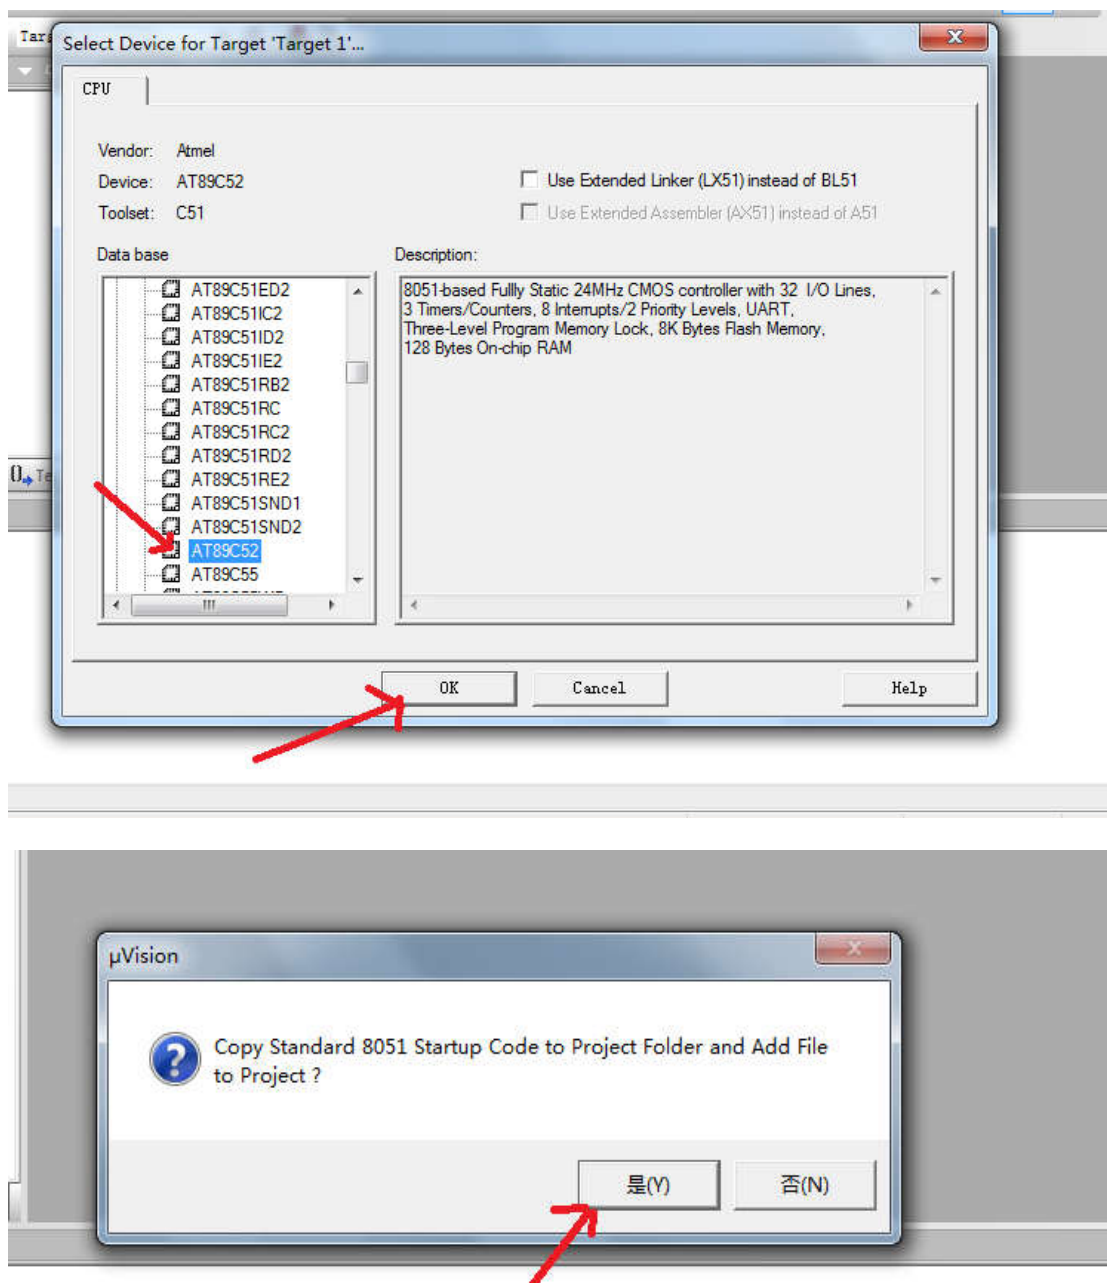 Select Device for Target 'Target 1'...
CPU
Vendor: Atmel
Device: AT89C52
Use Extended Linker (LX51) instead of BL51
Toolset: C51
Use Extended Assembler (AX51) instead of A51
Data base
Description:
AT89C51ED2
AT89C51IC2
AT89C51ID2
AT89C51IE2
AT89C51RB2
AT89C51RC
AT89C51RC2
AT89C51RD2
AT89C51RE2
AT89C51SND1
AT89C51SND2
AT89C52
AT89C55
8051-based Fullly Static 24MHz CMOS controller with 32 I/O Lines,
3 Timers/Counters, 8 Interrupts/2 Priority Levels, UART,
Three-Level Program Memory Lock, 8K Bytes Flash Memory,
128 Bytes On-chip RAM
OK
Cancel
Help
µVision
Copy Standard 8051 Startup Code to Project Folder and Add File
to Project ?
是(Y)
否(N)